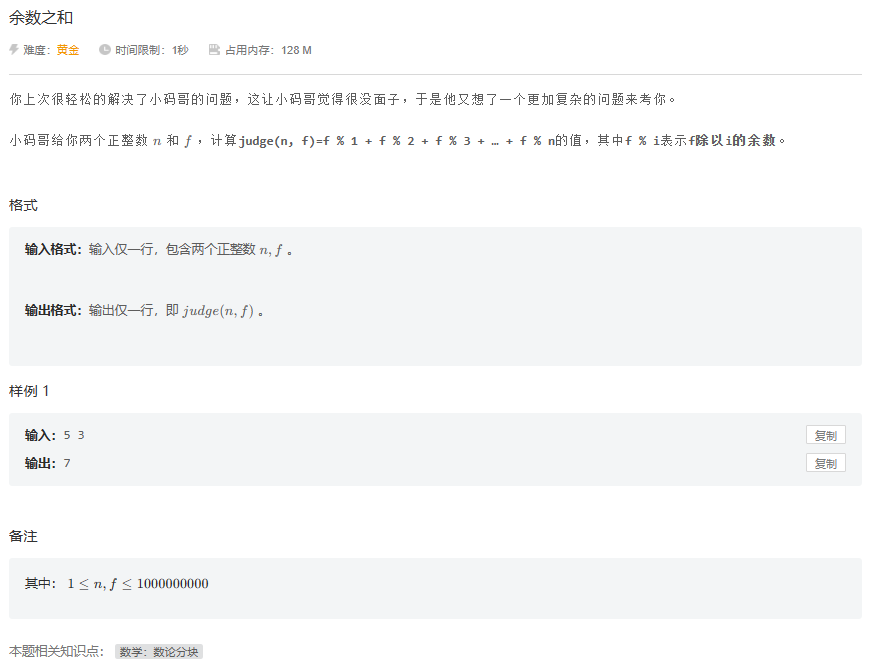 余数之和
难度：黄金 时间限制：1秒 占用内存：128 M
你上次很轻松的解决了小码哥的问题，这让小码哥觉得很没面子，于是他又想了一个更加复杂的问题来考你。
小码哥给你两个正整数 n 和 f ，计算judge(n, f)=f % 1 + f % 2 + f % 3 + … + f % n的值，其中f % i表示f除以i的余数。
格式
输入格式：输入仅一行，包含两个正整数 n, f 。
输出格式：输出仅一行，即 judge(n, f) 。
样例 1
输入：5 3 复制
输出：7 复制
备注
其中： 1 ≤ n, f ≤ 1000000000
本题相关知识点： 数学：数论分块